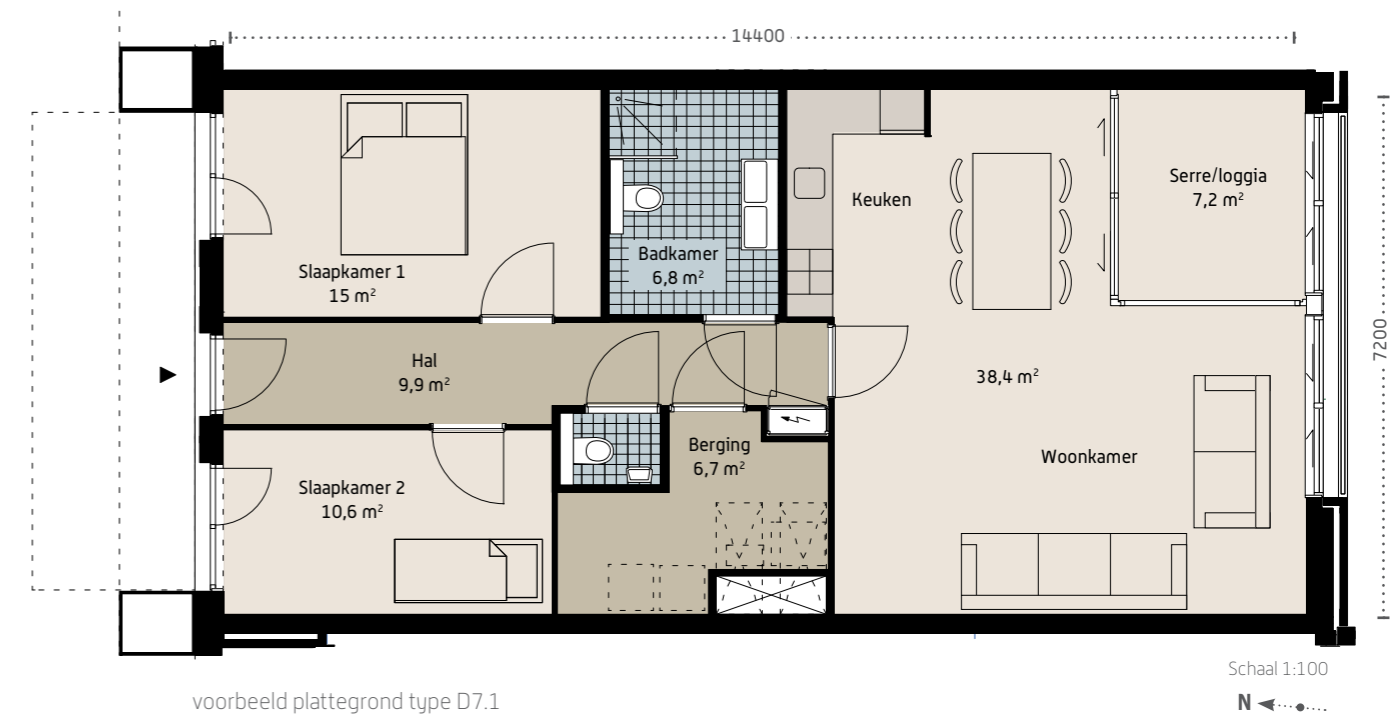 14400
Slaapkamer 1
15 m²
Badkamer
6,8 m²
Keuken
Serre/loggia
7,2 m²
7200
Hal
9,9 m²
38,4 m²
Slaapkamer 2
10,6 m²
Berging
6,7 m²
Woonkamer
Schaal 1:100
voorbeeld plattegrond type D7.1
N